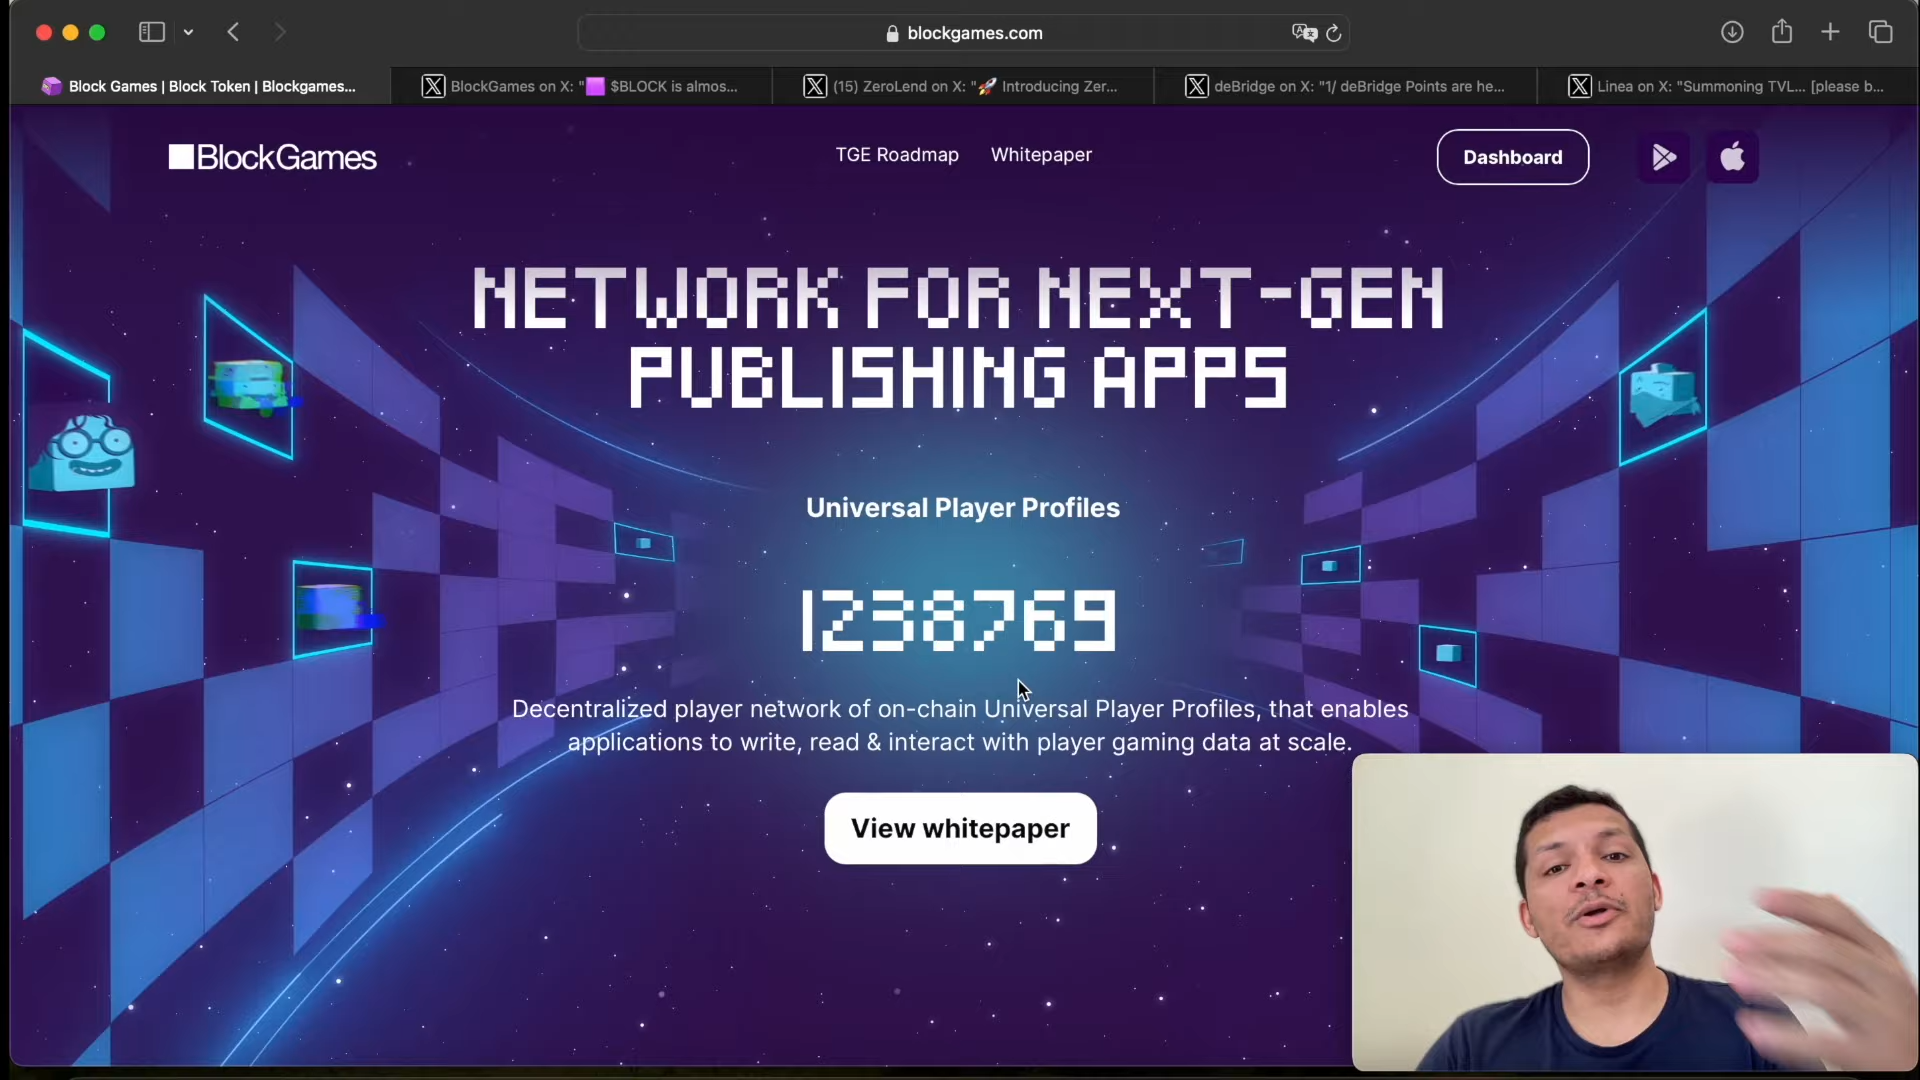 blockgames.com
Block Games | Block Token | Blockgames...
BlockGames on X: "🟪 $BLOCK is almos...
(15) ZeroLend on X: "🚀 Introducing Zer...
deBridge on X: "1/ deBridge Points are he...
Linea on X: "Summoning TVL... [please b...
BlockGames
TGE Roadmap
Whitepaper
Dashboard
NETWORK FOR NEXT-GEN
PUBLISHING APPS
Universal Player Profiles
1238769
Decentralized player network of on-chain Universal Player Profiles, that enables
applications to write, read & interact with player gaming data at scale.
View whitepaper